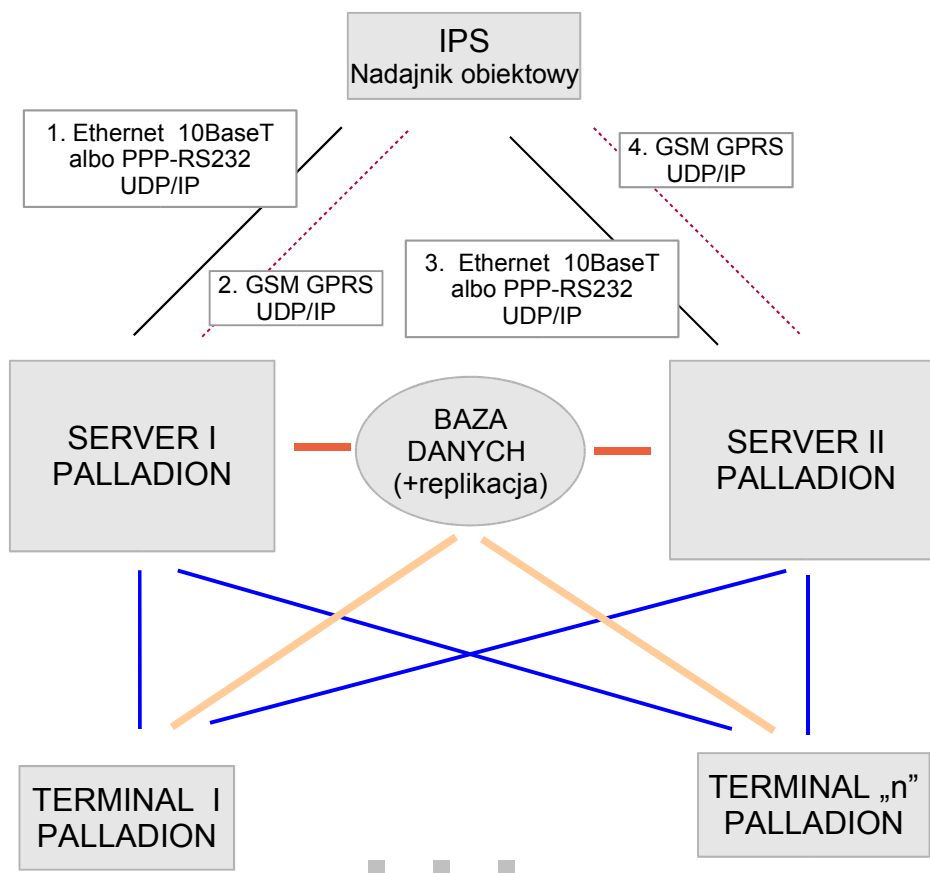 IPS
Nadajnik obiektowy
1. Ethernet 10BaseT
albo PPP-RS232
UDP/IP
4. GSM GPRS
UDP/IP
2. GSM GPRS
UDP/IP
3. Ethernet 10BaseT
albo PPP-RS232
UDP/IP
SERVER I
PALLADION
BAZA
DANYCH
(+replikacja)
SERVER II
PALLADION
TERMINAL I
PALLADION
TERMINAL „n”
PALLADION